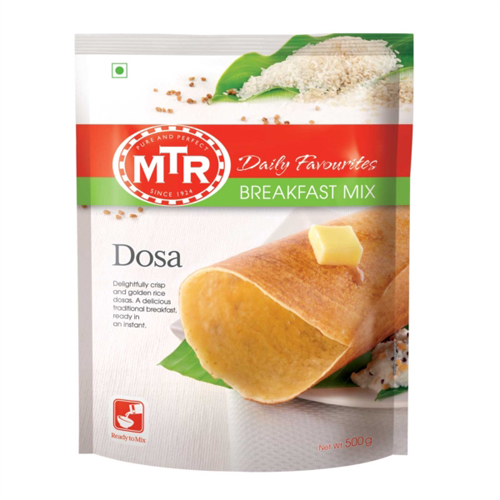 PURE AND PERFECT
MTR
SINCE 1924
Daily Favourites
BREAKFAST MIX
Dosa
Delightfully crisp
and golden rice
dosas. A delicious
traditional breakfast,
ready in
an instant.
Ready to Mix
Net Wt. 500g